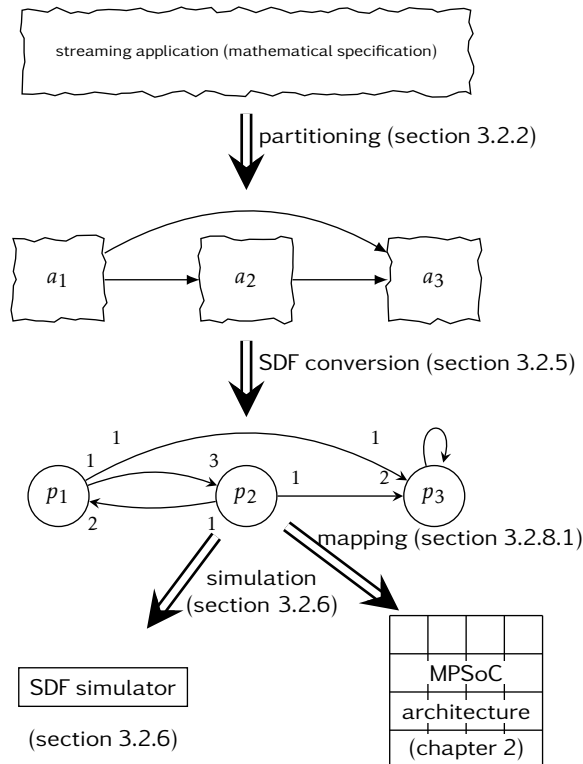 streaming application (mathematical specification)
partitioning (section 3.2.2)
a1 a2 a3
SDF conversion (section 3.2.5)
1 1
1 3 2
p1 p2 1 p3
2 1
mapping (section 3.2.8.1)
simulation
(section 3.2.6)
MPSoC
SDF simulator
architecture
(section 3.2.6)
(chapter 2)